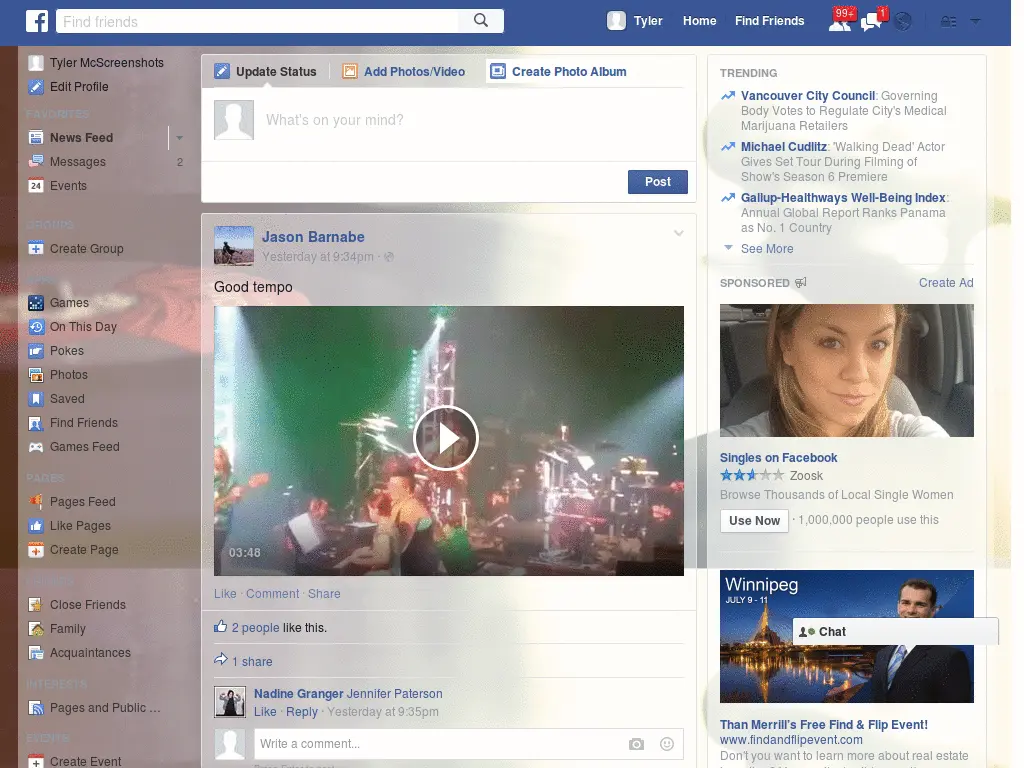 f
Find friends
Tyler
Home
Find Friends
99+
1
Tyler McScreenshots
Edit Profile
FAVORITES
News Feed
Messages
2
24
Events
GROUPS
Create Group
Games
On This Day
Pokes
Photos
Saved
Find Friends
Games Feed
PAGES
Pages Feed
Like Pages
Create Page
FRIENDS
Close Friends
Family
Acquaintances
INTERESTS
Pages and Public ...
EVENTS
Create Event
Update Status
Add Photos/Video
Create Photo Album
What's on your mind?
Post
Jason Barnabe
Yesterday at 9:34pm ·
Good tempo
03:48
Like · Comment · Share
2 people like this.
1 share
Nadine Granger Jennifer Paterson
Like · Reply · Yesterday at 9:35pm
Write a comment...
TRENDING
Vancouver City Council: Governing
Body Votes to Regulate City's Medical
Marijuana Retailers
Michael Cudlitz: 'Walking Dead' Actor
Gives Set Tour During Filming of
Show's Season 6 Premiere
Gallup-Healthways Well-Being Index:
Annual Global Report Ranks Panama
as No. 1 Country
See More
SPONSORED
Create Ad
Singles on Facebook
Zoosk
Browse Thousands of Local Single Women
Use Now · 1,000,000 people use this
Winnipeg
JULY 9 - 11
Chat
Than Merrill's Free Find & Flip Event!
www.findandflipevent.com
Don't you want to learn more about real estate